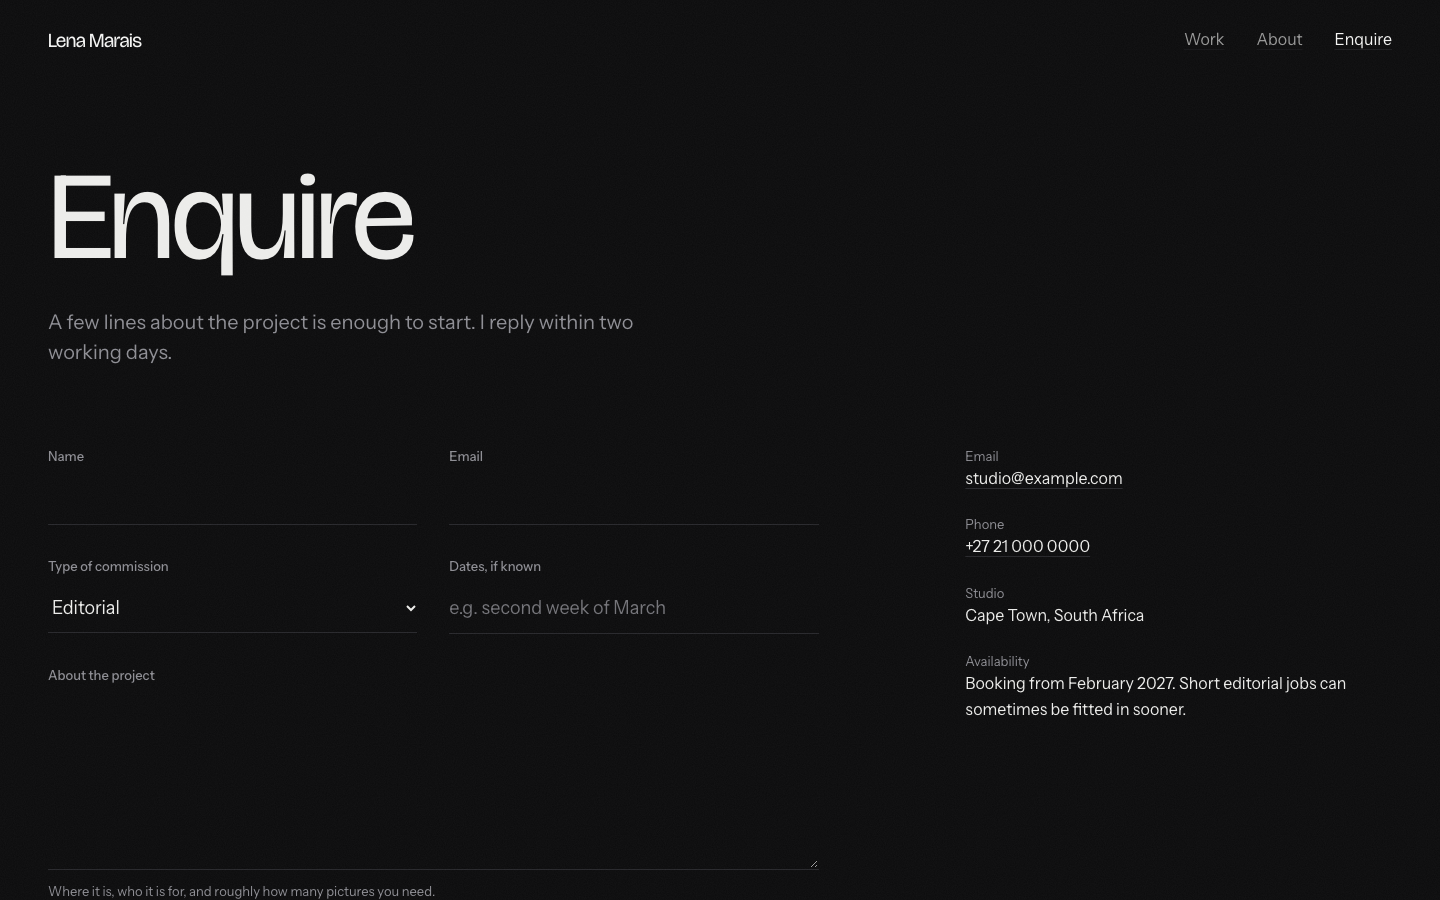 Lena Marais
Work
About
Enquire
Enquire
A few lines about the project is enough to start. I reply within two
working days.
Name
Email
Type of commission
Editorial
Dates, if known
e.g. second week of March
About the project
Where it is, who it is for, and roughly how many pictures you need.
Email
studio@example.com
Phone
+27 21 000 0000
Studio
Cape Town, South Africa
Availability
Booking from February 2027. Short editorial jobs can
sometimes be fitted in sooner.